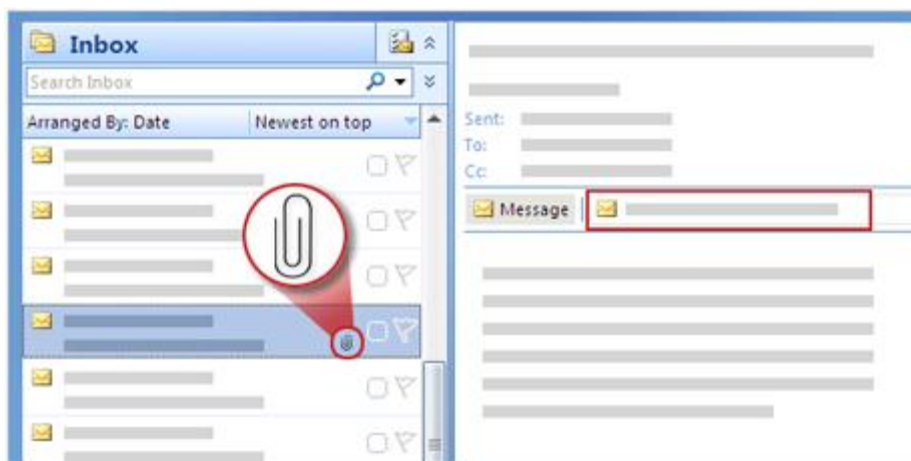 Inbox
Search Inbox
Arranged By: Date Newest on top
Sent:
To:
Cc:
Message